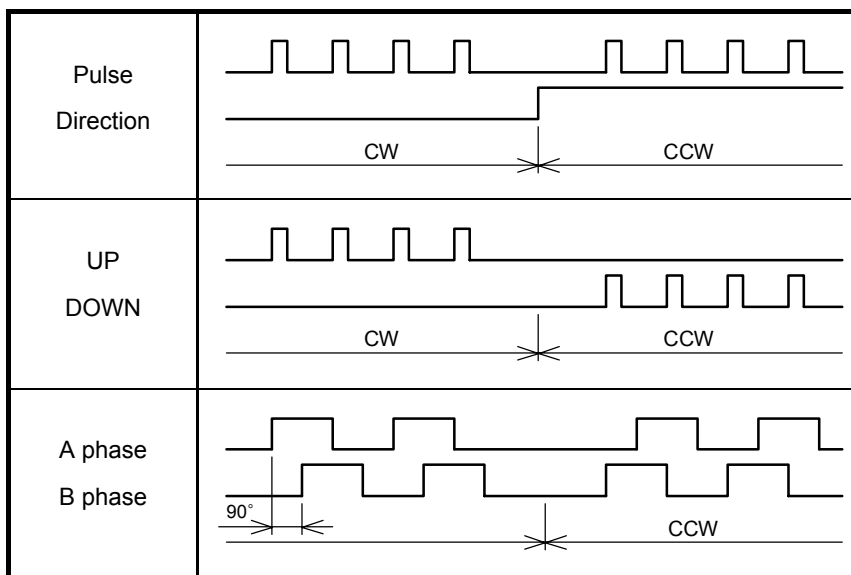 Pulse
Direction
CW
CCW
UP
DOWN
CW
CCW
A phase
B phase
90°
CCW